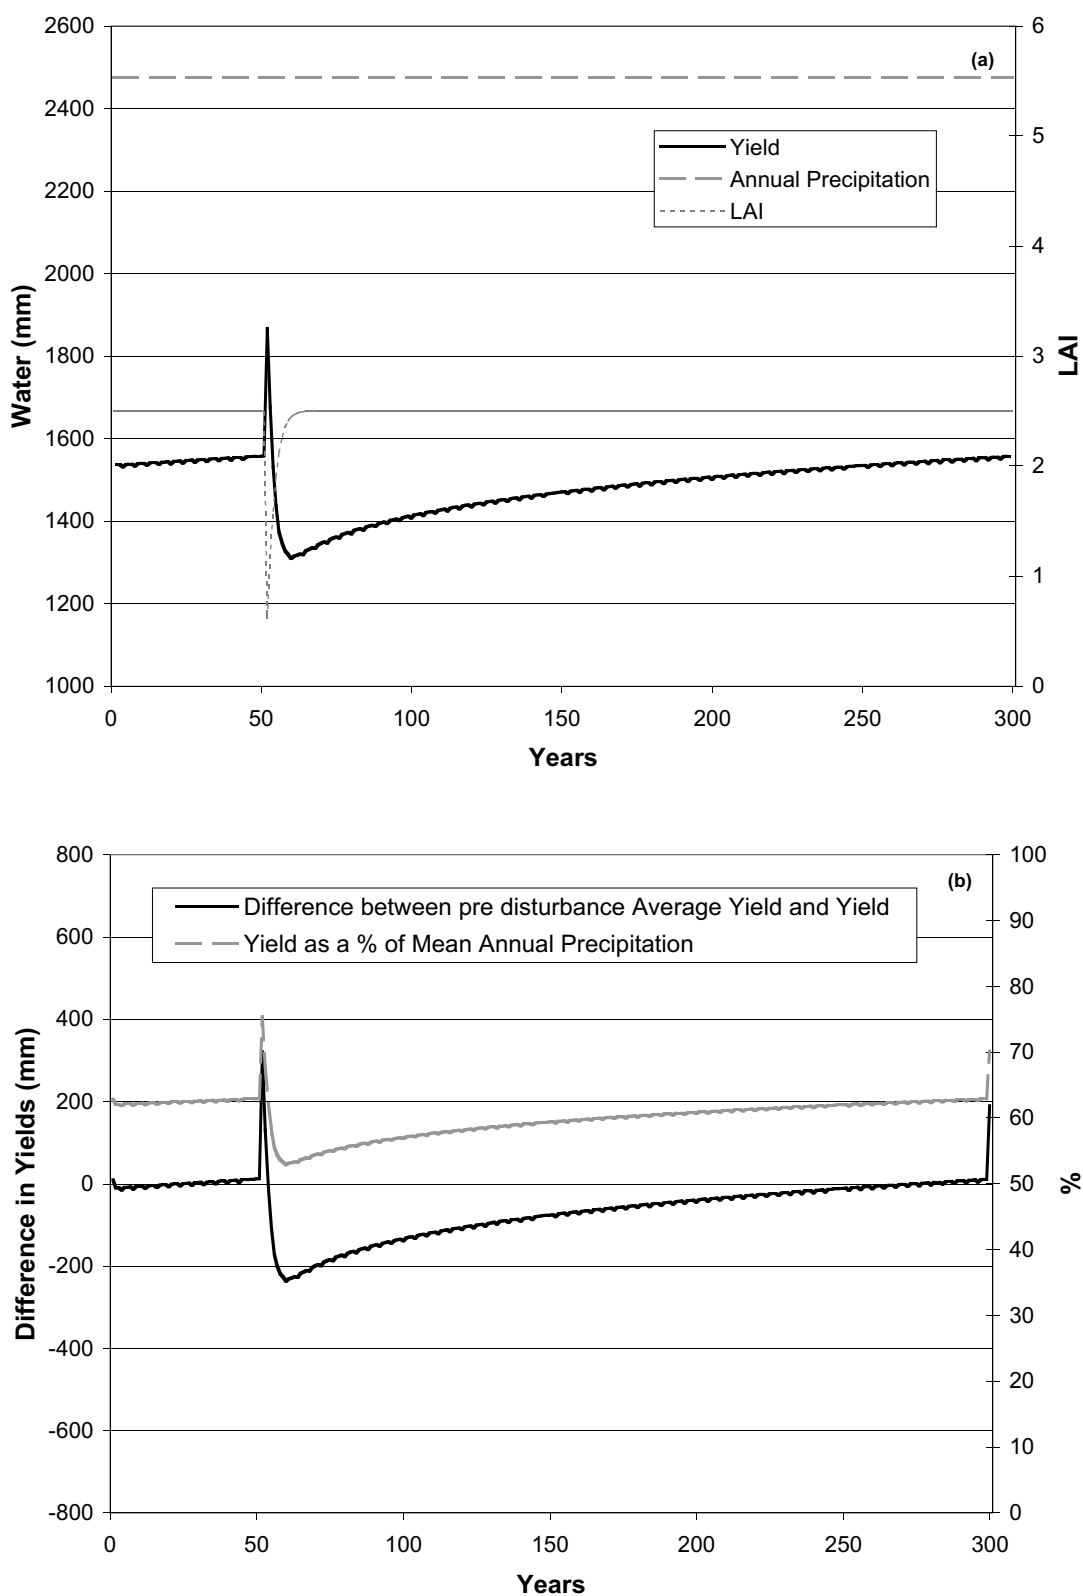 2600
2400
2200
2000
1800
1600
1400
1200
1000
Water (mm)
6
5
4
3
2
1
0
LAI
(a)
Yield
Annual Precipitation
LAI
0 50 100 150 200 250 300
Years
800
600
400
200
0
-200
-400
-600
-800
Difference in Yields (mm)
100
90
80
70
60
50
40
30
20
10
0
%
(b)
Difference between pre disturbance Average Yield and Yield
Yield as a % of Mean Annual Precipitation
0 50 100 150 200 250 300
Years